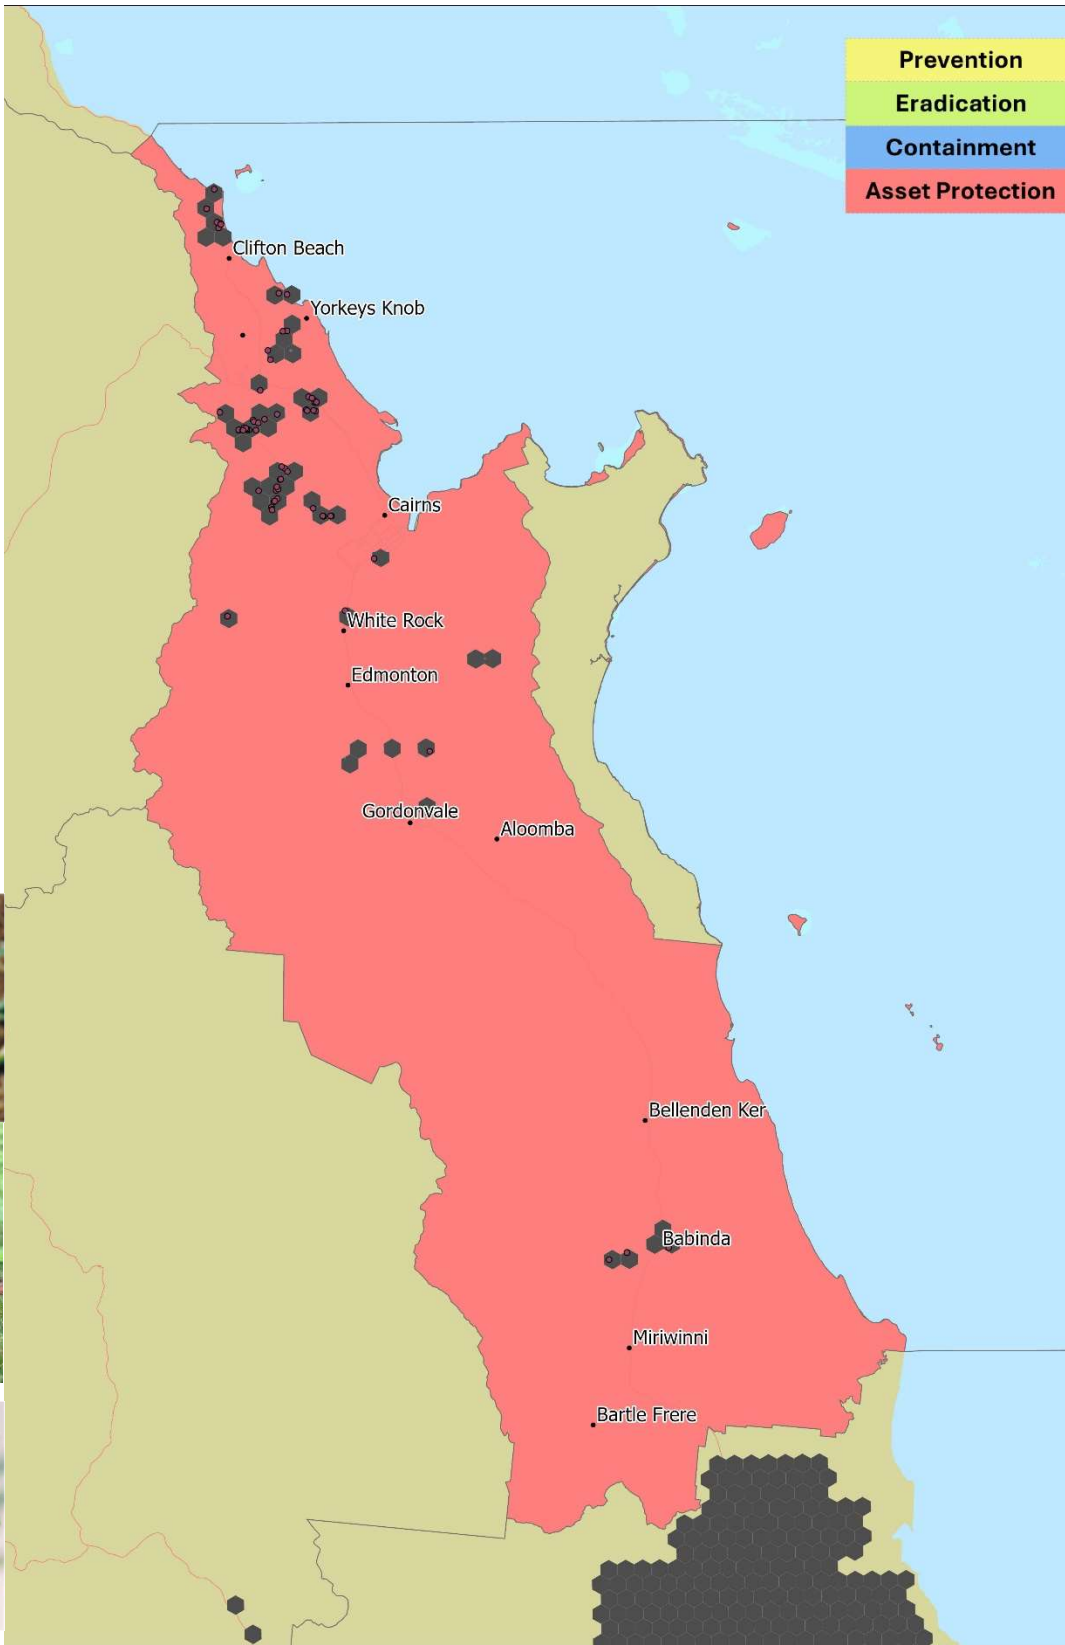 Prevention
Eradication
Containment
Asset Protection
Clifton Beach
Yorkeys Knob
Cairns
White Rock
Edmonton
Gordonvale
Aloomba
Bellenden Ker
Babinda
Miriwinni
Bartle Frere